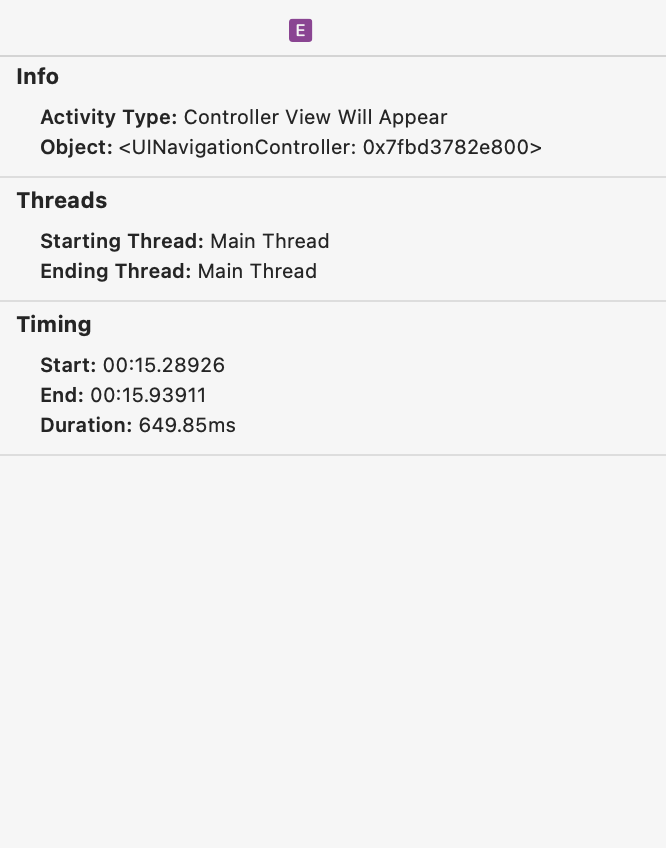 E
Info
Activity Type: Controller View Will Appear
Object: <UINavigationController: 0x7fbd3782e800>
Threads
Starting Thread: Main Thread
Ending Thread: Main Thread
Timing
Start: 00:15.28926
End: 00:15.93911
Duration: 649.85ms